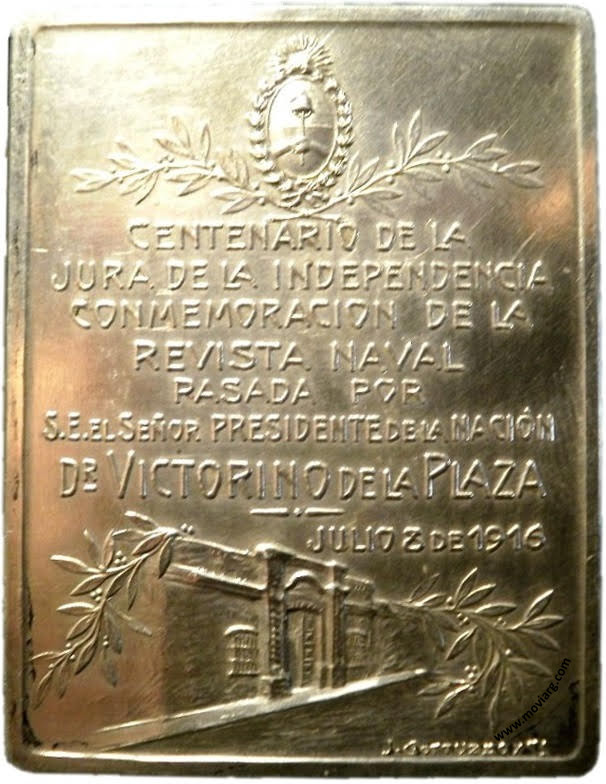 CENTENARIO DE LA
JURA DE LA INDEPENDENCIA
CONMEMORACION DE LA
REVISTA NAVAL
PASADA POR
S.E. EL SEÑOR PRESIDENTE DE LA NACIÓN
DR VICTORINO DE LA PLAZA
JULIO 8 DE 1916
www.moviarg.com
J.